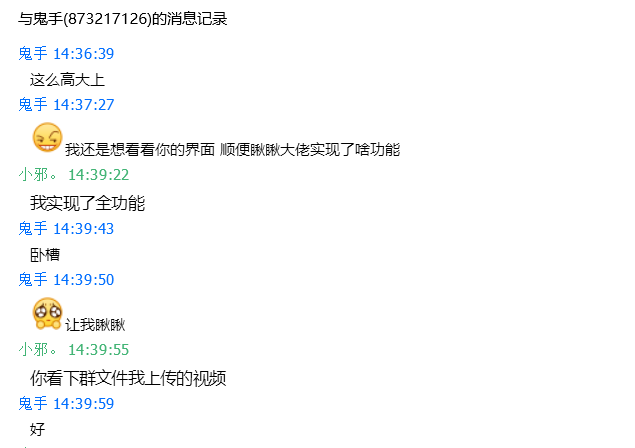 与鬼手(873217126)的消息记录
鬼手 14:36:39
这么高大上
鬼手 14:37:27
我还是想看看你的界面 顺便瞅瞅大佬实现了啥功能
小邪。 14:39:22
我实现了全功能
鬼手 14:39:43
卧槽
鬼手 14:39:50
让我瞅瞅
小邪。 14:39:55
你看下群文件我上传的视频
鬼手 14:39:59
好